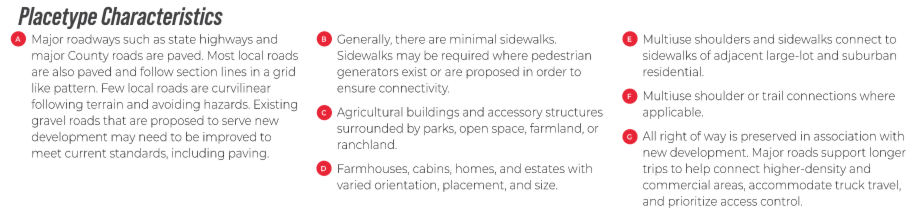 Placetype Characteristics
A Major roadways such as state highways and
major County roads are paved. Most local roads
are also paved and follow section lines in a grid
like pattern. Few local roads are curvilinear
following terrain and avoiding hazards. Existing
gravel roads that are proposed to serve new
development may need to be improved to
meet current standards, including paving.
B Generally, there are minimal sidewalks.
Sidewalks may be required where pedestrian
generators exist or are proposed in order to
ensure connectivity.
C Agricultural buildings and accessory structures
surrounded by parks, open space, farmland, or
ranchland.
D Farmhouses, cabins, homes, and estates with
varied orientation, placement, and size.
E Multiuse shoulders and sidewalks connect to
sidewalks of adjacent large-lot and suburban
residential.
F Multiuse shoulder or trail connections where
applicable.
G All right of way is preserved in association with
new development. Major roads support longer
trips to help connect higher-density and
commercial areas, accommodate truck travel,
and prioritize access control.